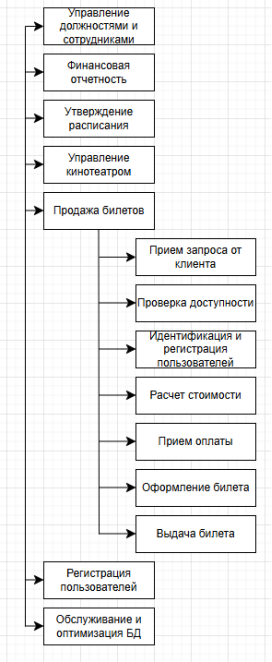 Управление
должностями и
сотрудниками
Финансовая
отчетность
Утверждение
расписания
Управление
кинотеатром
Продажа билетов
Прием запроса от
клиента
Проверка доступности
Идентификация и
регистрация
пользователей
Расчет стоимости
Прием оплаты
Оформление билета
Выдача билета
Регистрация
пользователей
Обслуживание и
оптимизация БД